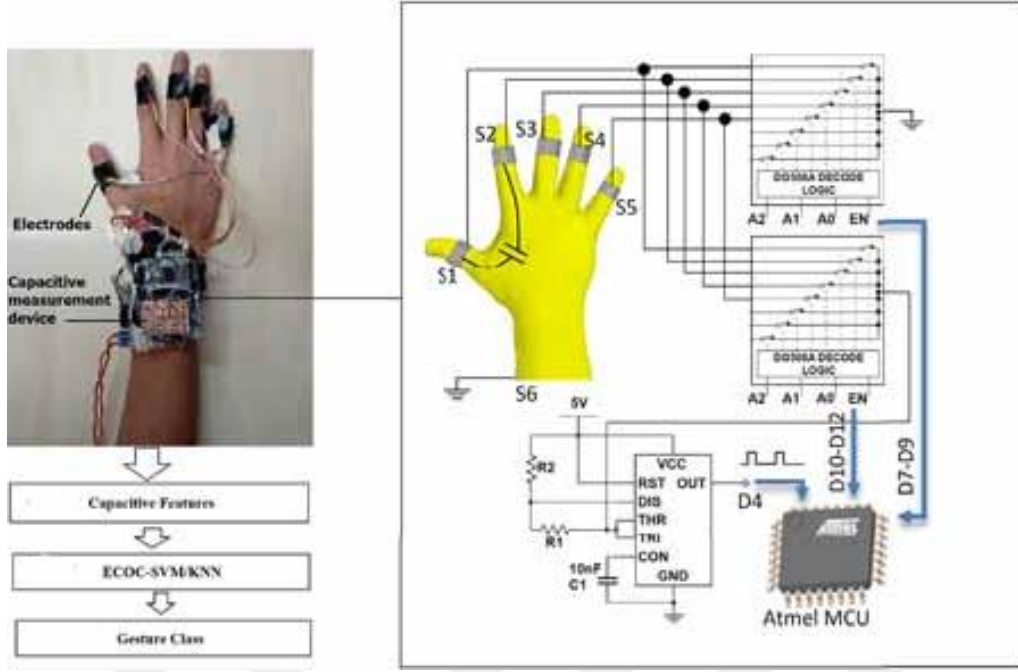 Electrodes
Capacitive
measurement
device
Capacitive Features
ECOC-SVM/KNN
Gesture Class
S1
S2
S3
S4
S5
S6
DG508A DECODE
LOGIC
A2 A1 A0 EN
DG508A DECODE
LOGIC
A2 A1 A0 EN
D10-D12
D7-D9
5V
R2
R1
VCC
RST OUT
DIS
THR
TRI
CON
GND
10nF
C1
D4
ATMEL
Atmel MCU